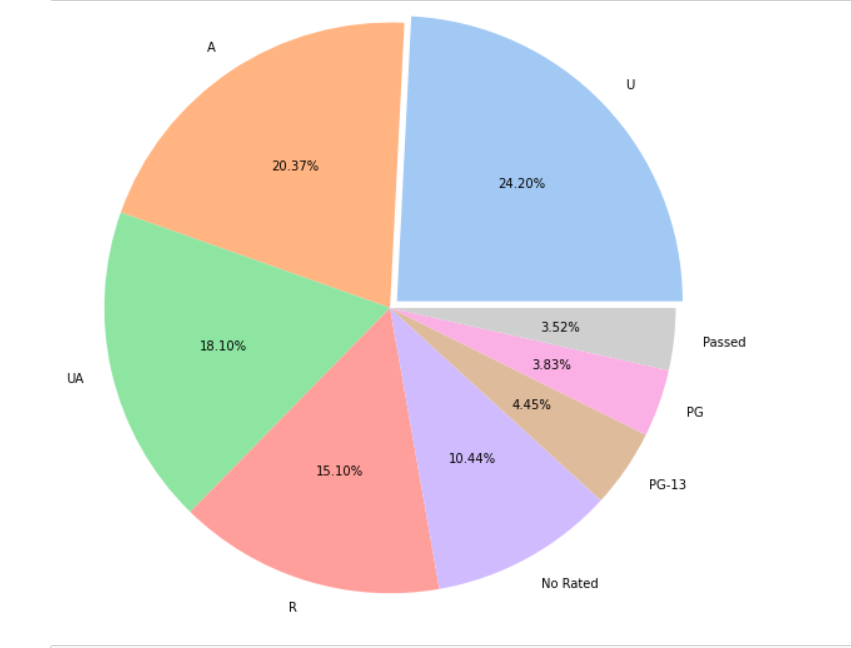 A
U
20.37%
24.20%
3.52%
Passed
18.10%
3.83%
UA
4.45%
PG
10.44%
15.10%
PG-13
No Rated
R